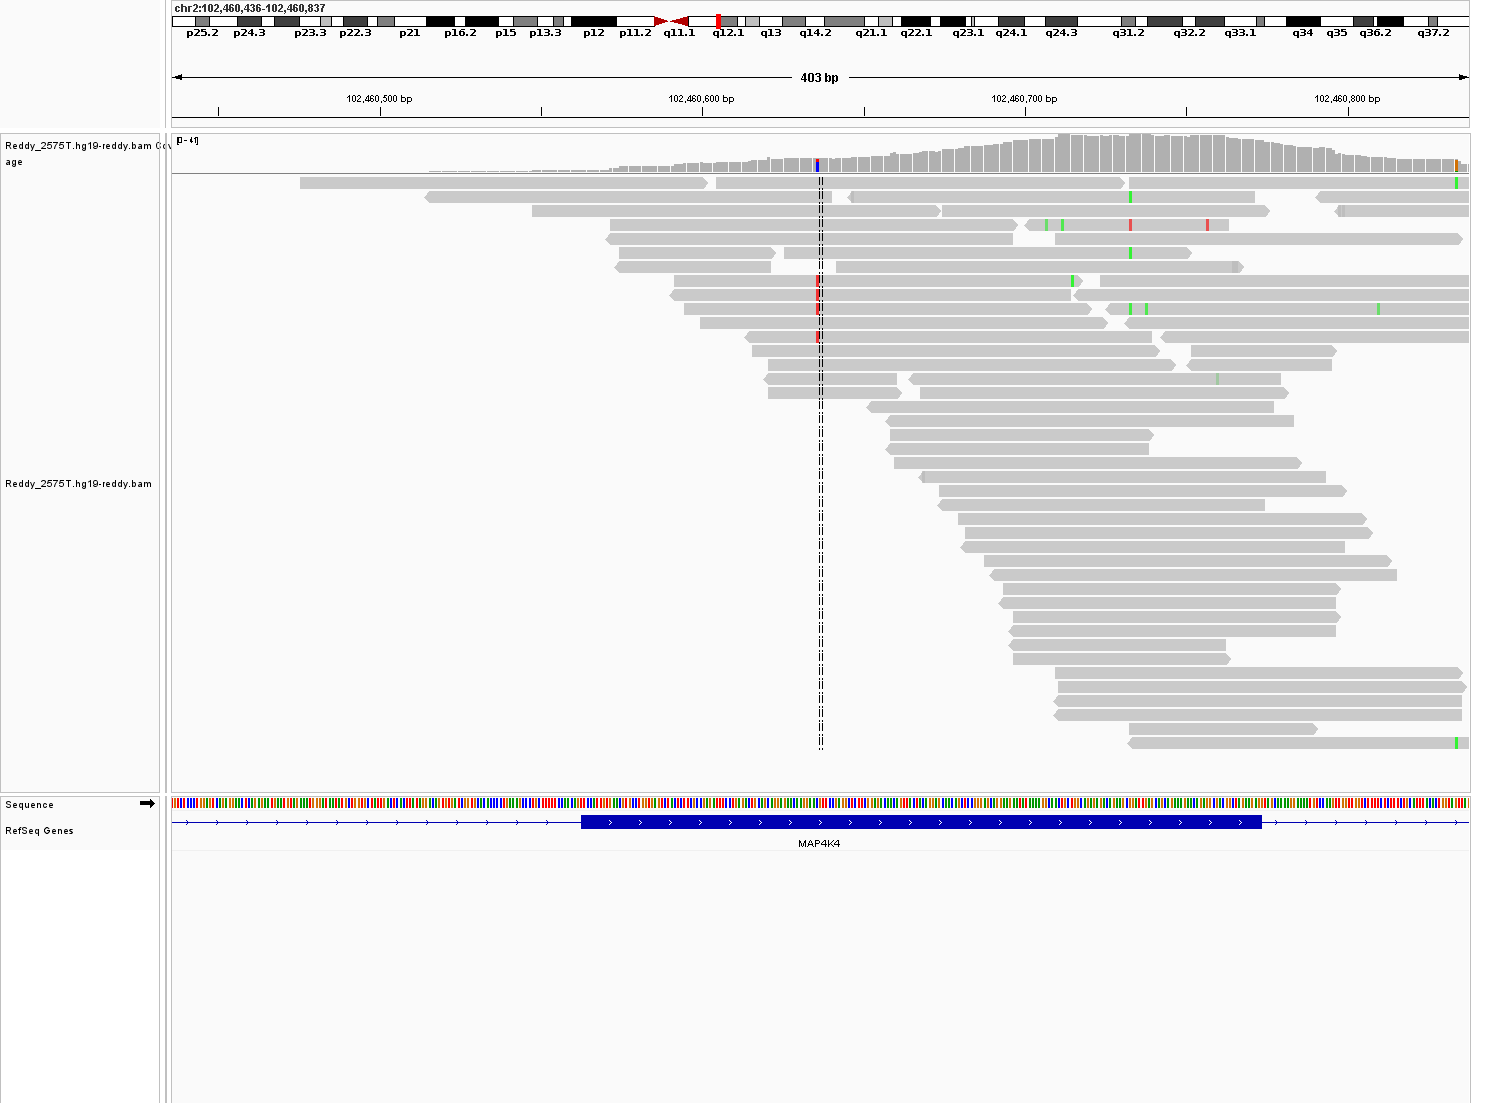 chr2:102,460,436-102,460,837
p25.2 p24.3 p23.3 p22.3 p21 p16.2 p15 p13.3 p12 p11.2 q11.1 q12.1 q13 q14.2 q21.1 q22.1 q23.1 q24.1 q24.3 q31.2 q32.2 q33.1 q34 q35 q36.2 q37.2
403 bp
102,460,500 bp 102,460,600 bp 102,460,700 bp 102,460,800 bp
[0 - 41]
Reddy_2575T.hg19-reddy.bam Cov
age
Reddy_2575T.hg19-reddy.bam
Sequence
RefSeq Genes
MAP4K4